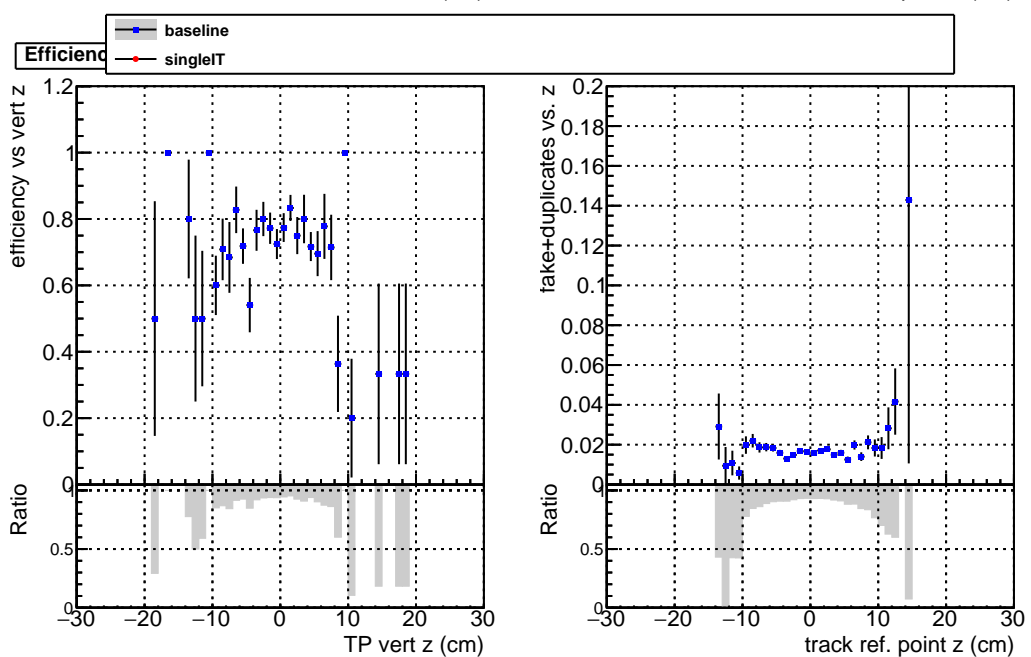 baseline
singleIT
Efficienc
efficiency vs vert z
1.2
1
0.8
0.6
0.4
0.2
0
Ratio
0.5
0
−30 −20 −10 0 10 20 30
TP vert z (cm)
fake+duplicates vs. z
0.2
0.18
0.16
0.14
0.12
0.1
0.08
0.06
0.04
0.02
0
Ratio
1
0.5
0
−30 −20 −10 0 10 20 30
track ref. point z (cm)